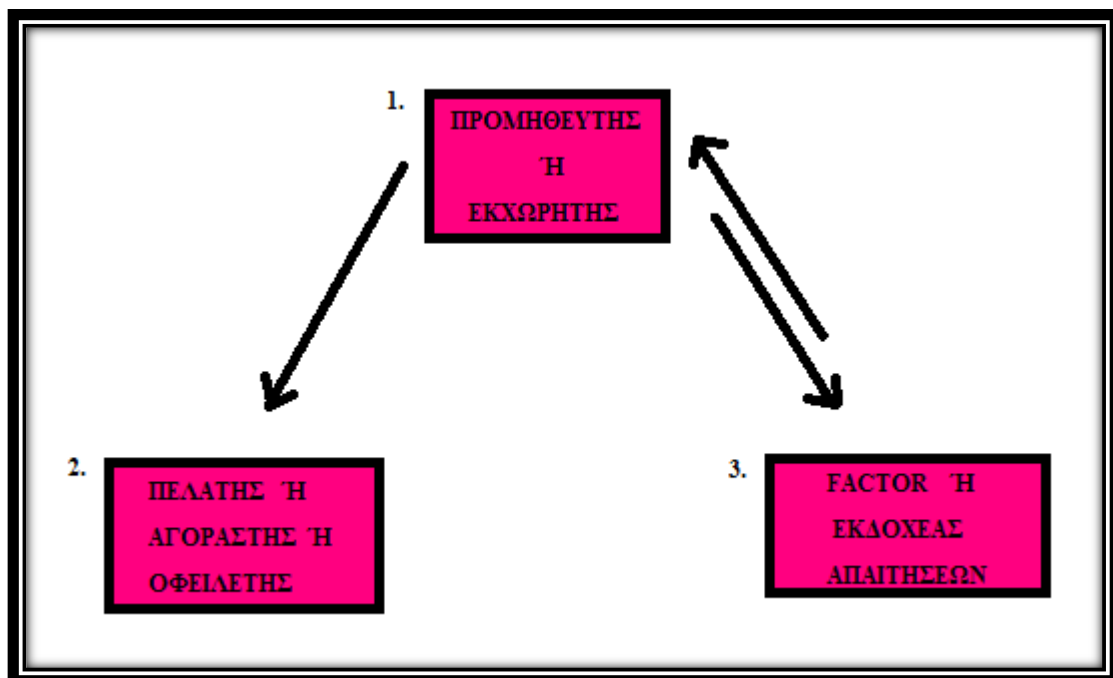 1.
ΠΡΟΜΗΘΕΥΤΗΣ
Ή
ΕΚΧΩΡΗΤΗΣ
2.
ΠΕΛΑΤΗΣ Ή
ΑΓΟΡΑΣΤΗΣ Ή
ΟΦΕΙΛΕΤΗΣ
3.
FACTOR Ή
ΕΚΔΟΧΕΑΣ
ΑΠΑΙΤΗΣΕΩΝ